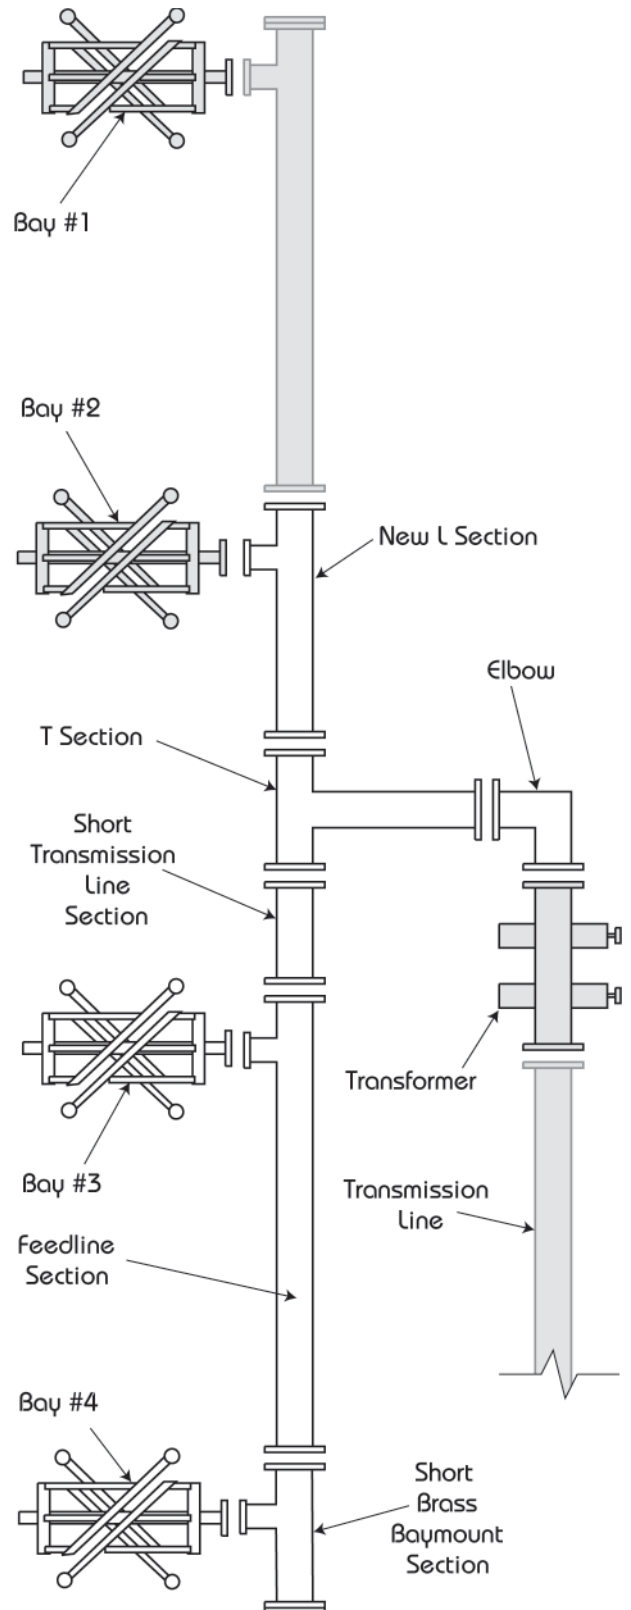 Bay #1
Bay #2
New L Section
Elbow
T Section
Short
Transmission
Line
Section
Transformer
Bay #3
Transmission
Line
Feedline
Section
Bay #4
Short
Brass
Baymount
Section